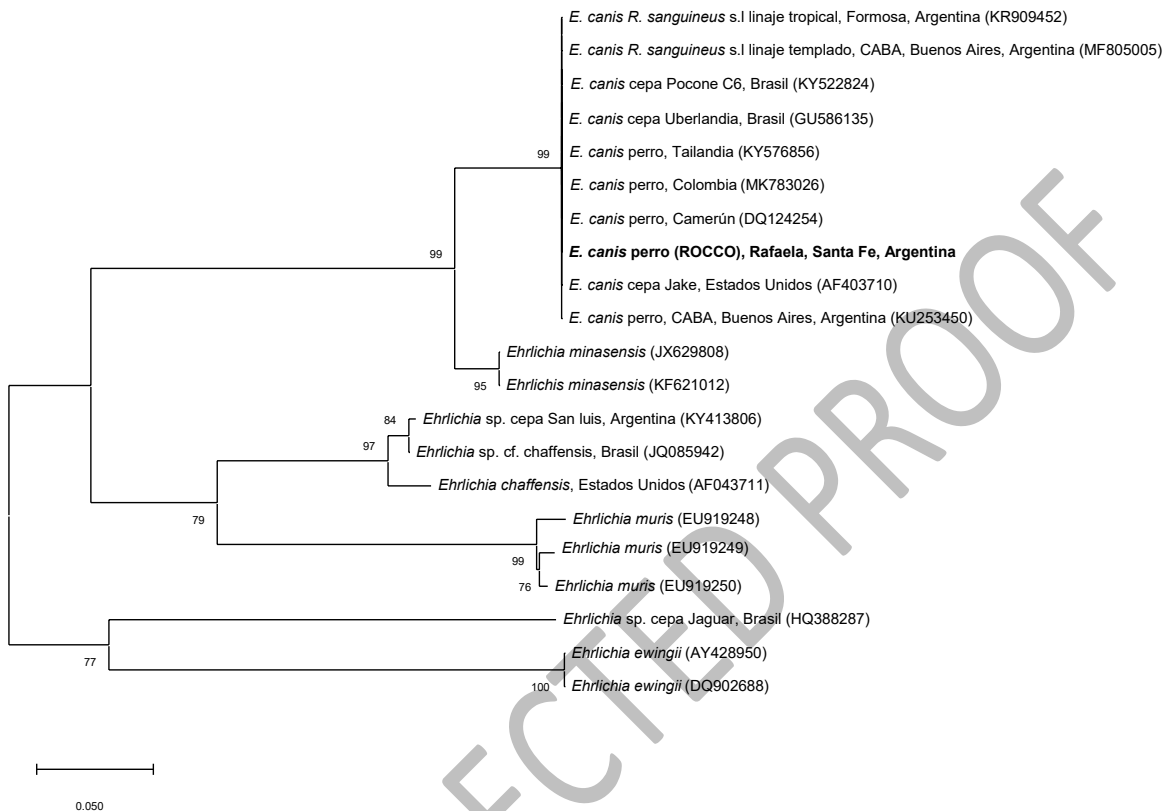 E. canis R. sanguineus s.l linaje tropical, Formosa, Argentina (KR909452)
E. canis R. sanguineus s.l linaje templado, CABA, Buenos Aires, Argentina (MF805005)
E. canis cepa Pocone C6, Brasil (KY522824)
E. canis cepa Uberlandia, Brasil (GU586135)
99
E. canis perro, Tailandia (KY576856)
E. canis perro, Colombia (MK783026)
E. canis perro, Camerún (DQ124254)
99
E. canis perro (ROCCO), Rafaela, Santa Fe, Argentina
E. canis cepa Jake, Estados Unidos (AF403710)
E. canis perro, CABA, Buenos Aires, Argentina (KU253450)
Ehrlichia minasensis (JX629808)
95
Ehrlichis minasensis (KF621012)
84
Ehrlichia sp. cepa San luis, Argentina (KY413806)
97
Ehrlichia sp. cf. chaffensis, Brasil (JQ085942)
Ehrlichia chaffensis, Estados Unidos (AF043711)
79
Ehrlichia muris (EU919248)
Ehrlichia muris (EU919249)
99
76
Ehrlichia muris (EU919250)
Ehrlichia sp. cepa Jaguar, Brasil (HQ388287)
77
Ehrlichia ewingii (AY428950)
100
Ehrlichia ewingii (DQ902688)
0.050
ECTED PROOF